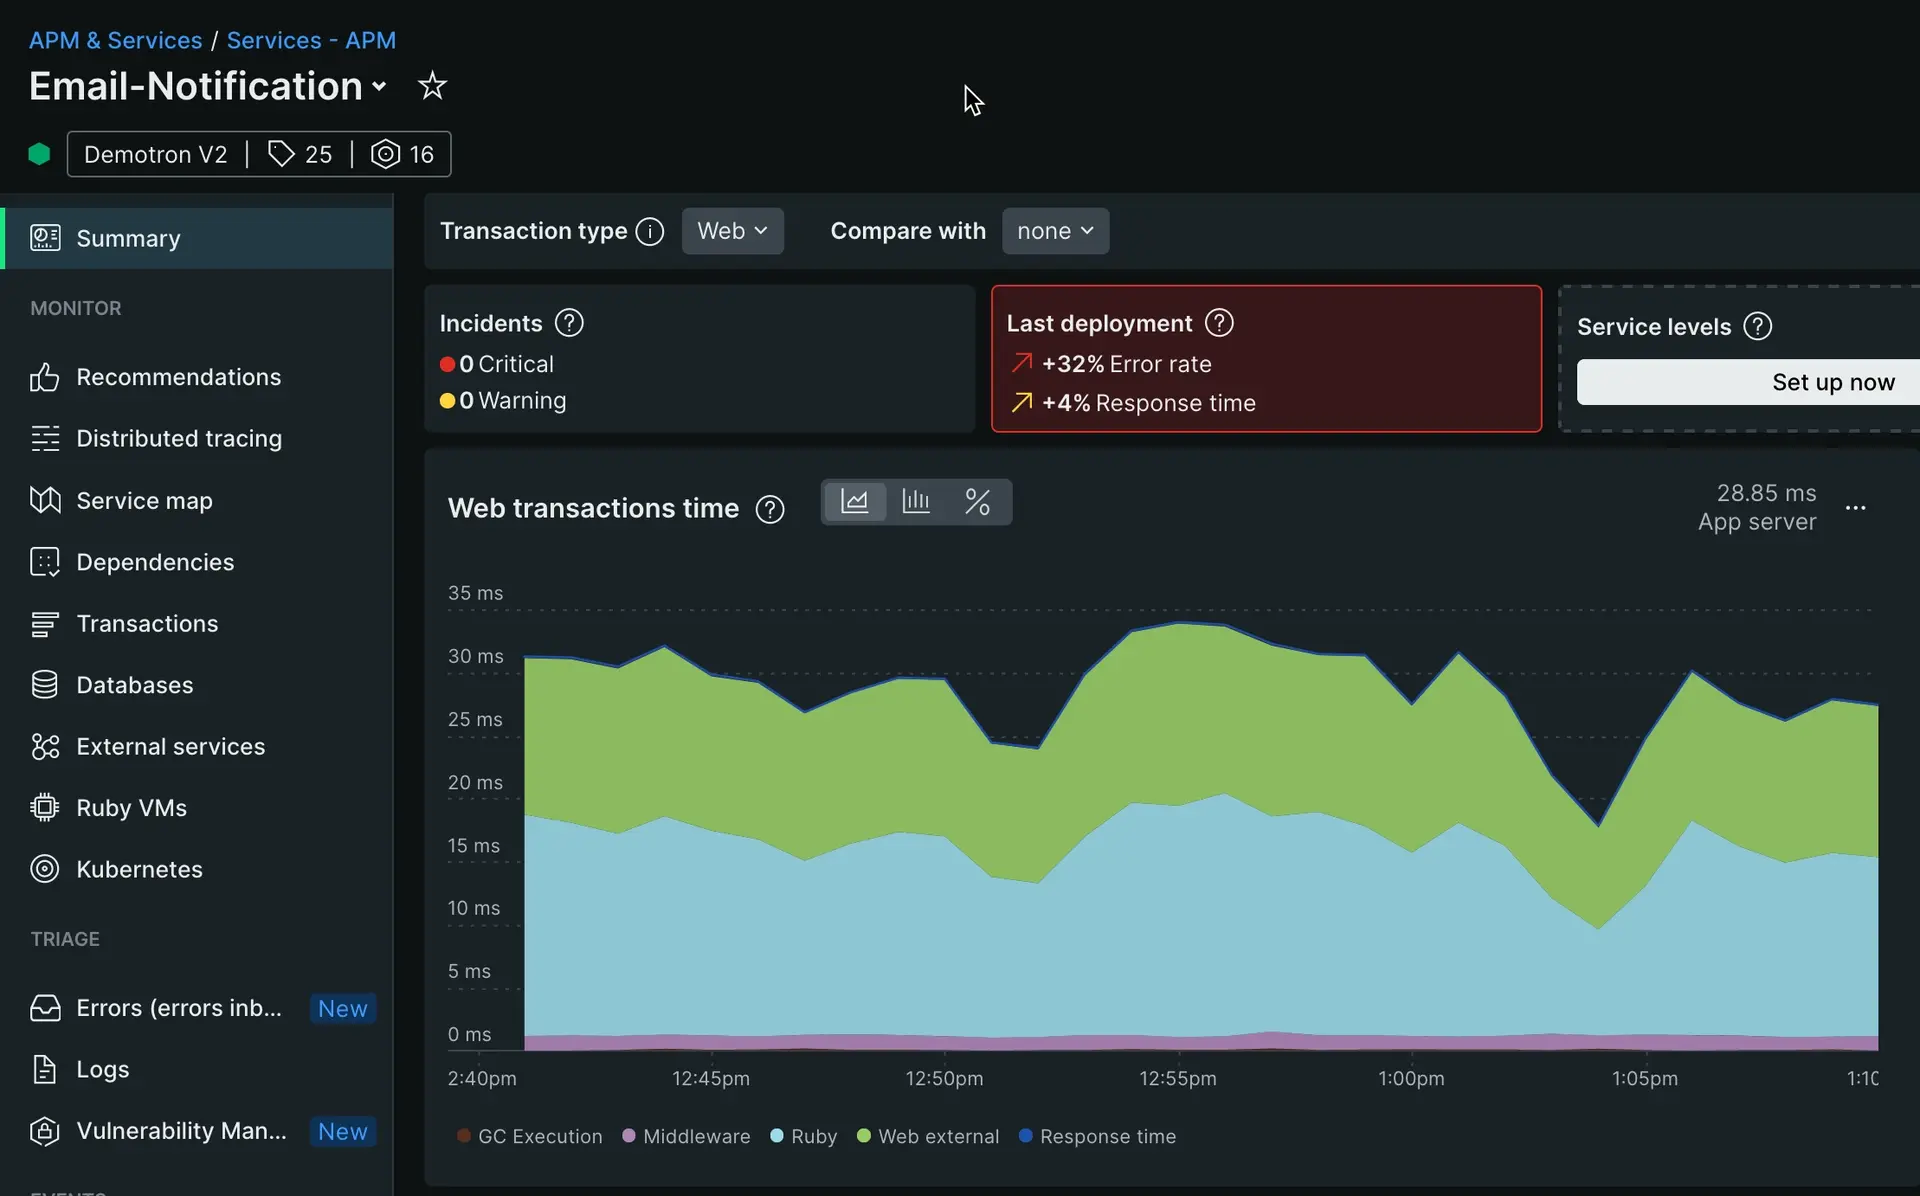 APM & Services / Services - APM
Email-Notification
Demotron V2 | 25 | 16
Summary
MONITOR
Recommendations
Distributed tracing
Service map
Dependencies
Transactions
Databases
External services
Ruby VMs
Kubernetes
TRIAGE
Errors (errors inb... New
Logs
Vulnerability Man... New
EVENTS
Transaction type Web Compare with none
Incidents
0 Critical
0 Warning
Last deployment
+32% Error rate
+4% Response time
Service levels
Set up now
Web transactions time
28.85 ms
App server
35 ms
30 ms
25 ms
20 ms
15 ms
10 ms
5 ms
0 ms
2:40pm 12:45pm 12:50pm 12:55pm 1:00pm 1:05pm 1:10
GC Execution Middleware Ruby Web external Response time